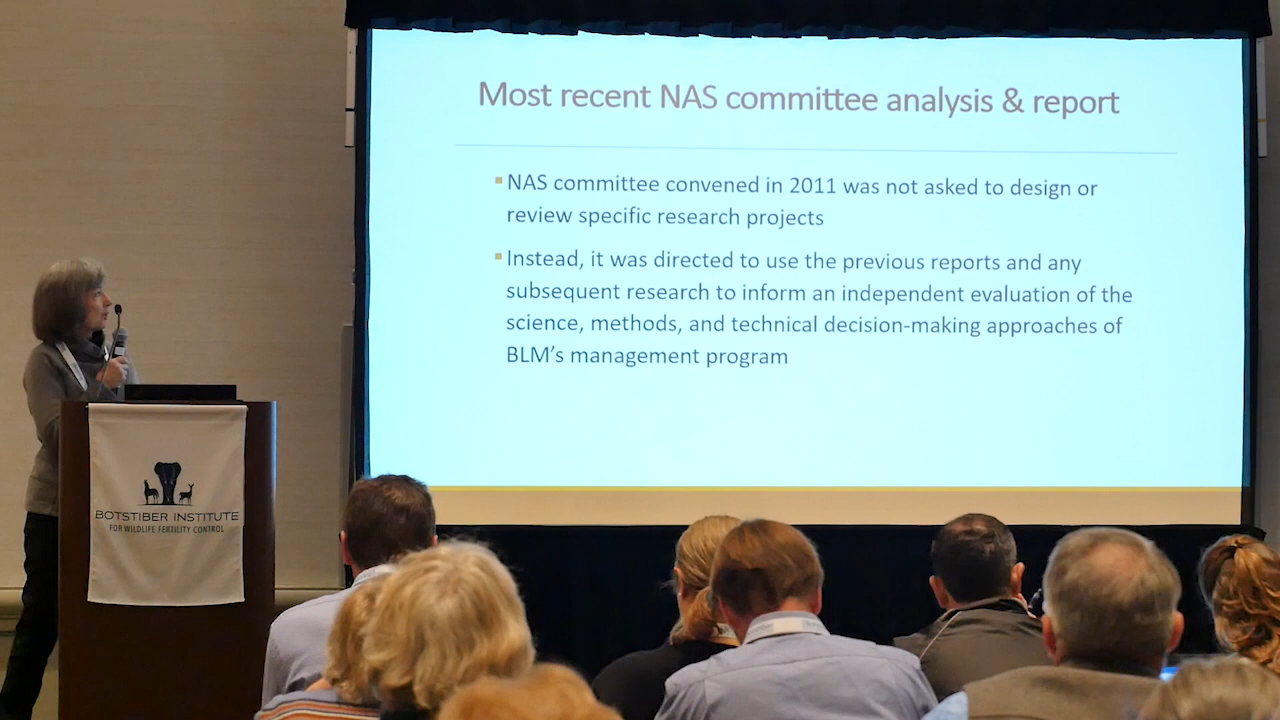 Most recent NAS committee analysis & report
▪ NAS committee convened in 2011 was not asked to design or
review specific research projects
▪ Instead, it was directed to use the previous reports and any
subsequent research to inform an independent evaluation of the
science, methods, and technical decision-making approaches of
BLM’s management program
BOTSTIBER INSTITUTE
FOR WILDLIFE FERTILITY CONTROL